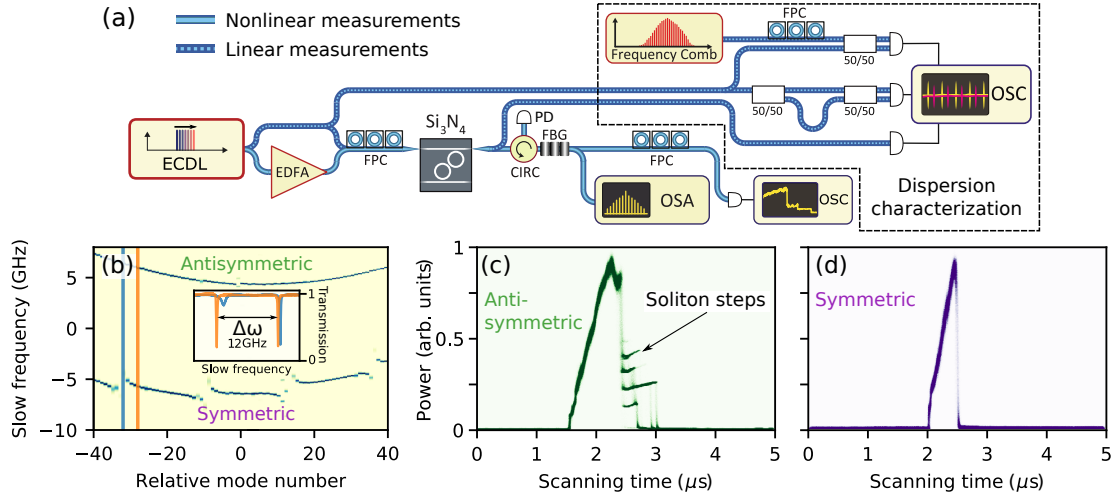 (a)
Nonlinear measurements
Linear measurements
ECDL
EDFA
FPC
Si3N4
PD
CIRC
FBG
FPC
OSA
OSC
Frequency Comb
FPC
50/50
50/50
50/50
OSC
Dispersion
characterization
(b)
Antisymmetric
Symmetric
Δω
12GHz
1
0
Transmission
Slow frequency
Slow frequency (GHz)
5
0
−5
−10
−40
−20
0
20
40
Relative mode number
(c)
Anti-
symmetric
Soliton steps
Power (arb. units)
1
0.5
0
0
1
2
3
4
5
Scanning time (μs)
(d)
Symmetric
0
1
2
3
4
5
Scanning time (μs)